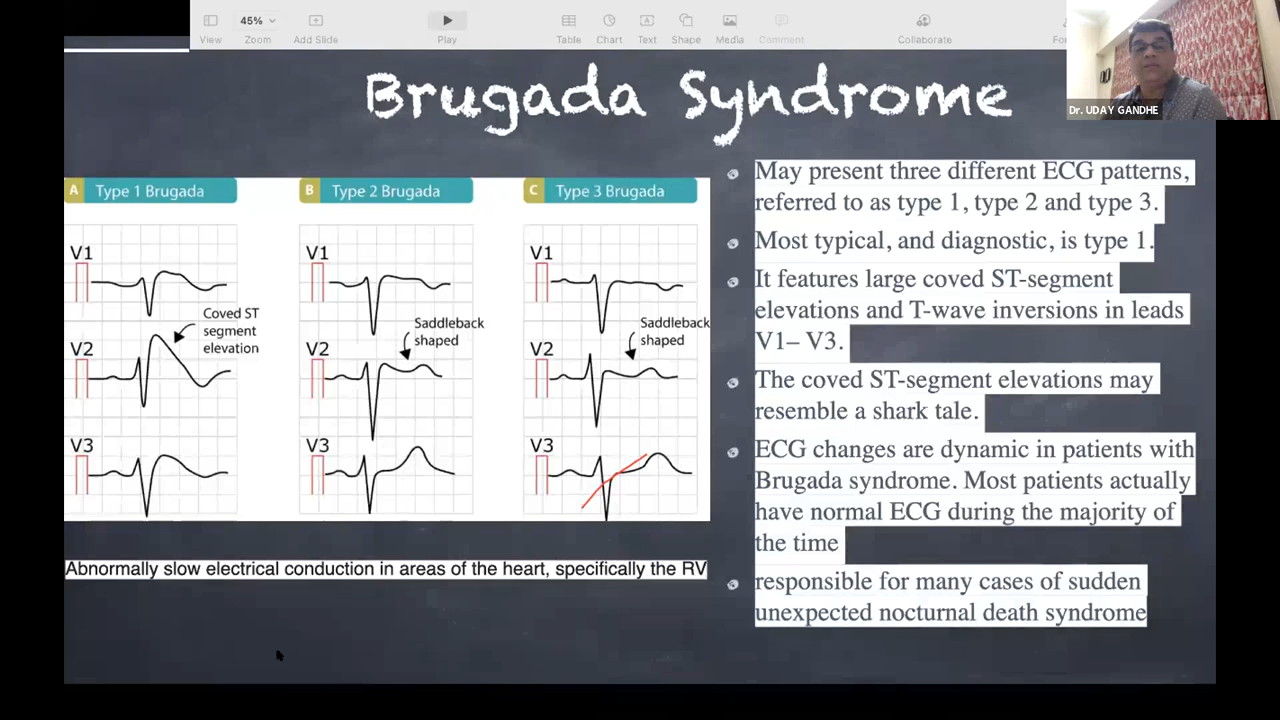 45%
View
Zoom
Add Slide
Play
Table
Chart
Text
Shape
Media
Comment
Collaborate
Dr. UDAY GANDHE
Brugada Syndrome
A Type 1 Brugada
V1
V2
Coved ST
segment
elevation
V3
B Type 2 Brugada
V1
V2
Saddleback
shaped
V3
C Type 3 Brugada
V1
V2
Saddleback
shaped
V3
Abnormally slow electrical conduction in areas of the heart, specifically the RV
May present three different ECG patterns,
referred to as type 1, type 2 and type 3.
Most typical, and diagnostic, is type 1.
It features large coved ST-segment
elevations and T-wave inversions in leads
V1– V3.
The coved ST-segment elevations may
resemble a shark tale.
ECG changes are dynamic in patients with
Brugada syndrome. Most patients actually
have normal ECG during the majority of
the time
responsible for many cases of sudden
unexpected nocturnal death syndrome